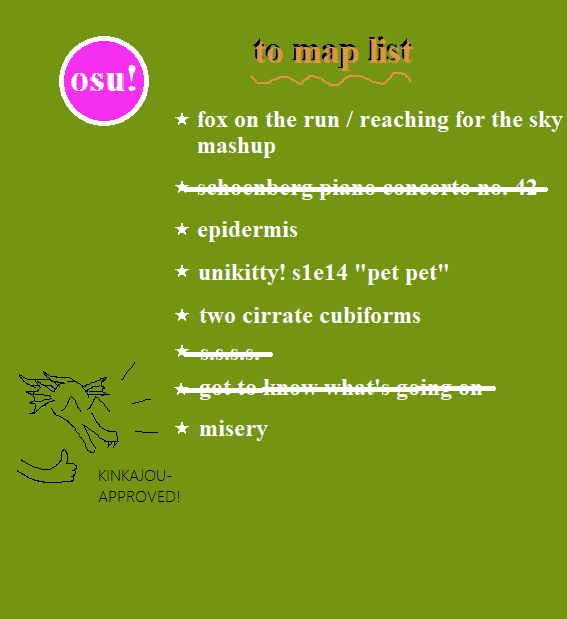 osu!
to map list
fox on the run / reaching for the sky
mashup
schoenberg piano concerto no. 42
epidermis
unikitty! s1e14 "pet pet"
two cirrate cubiforms
s.s.s.s.
got to know what's going on
misery
KINKAJOU-
APPROVED!